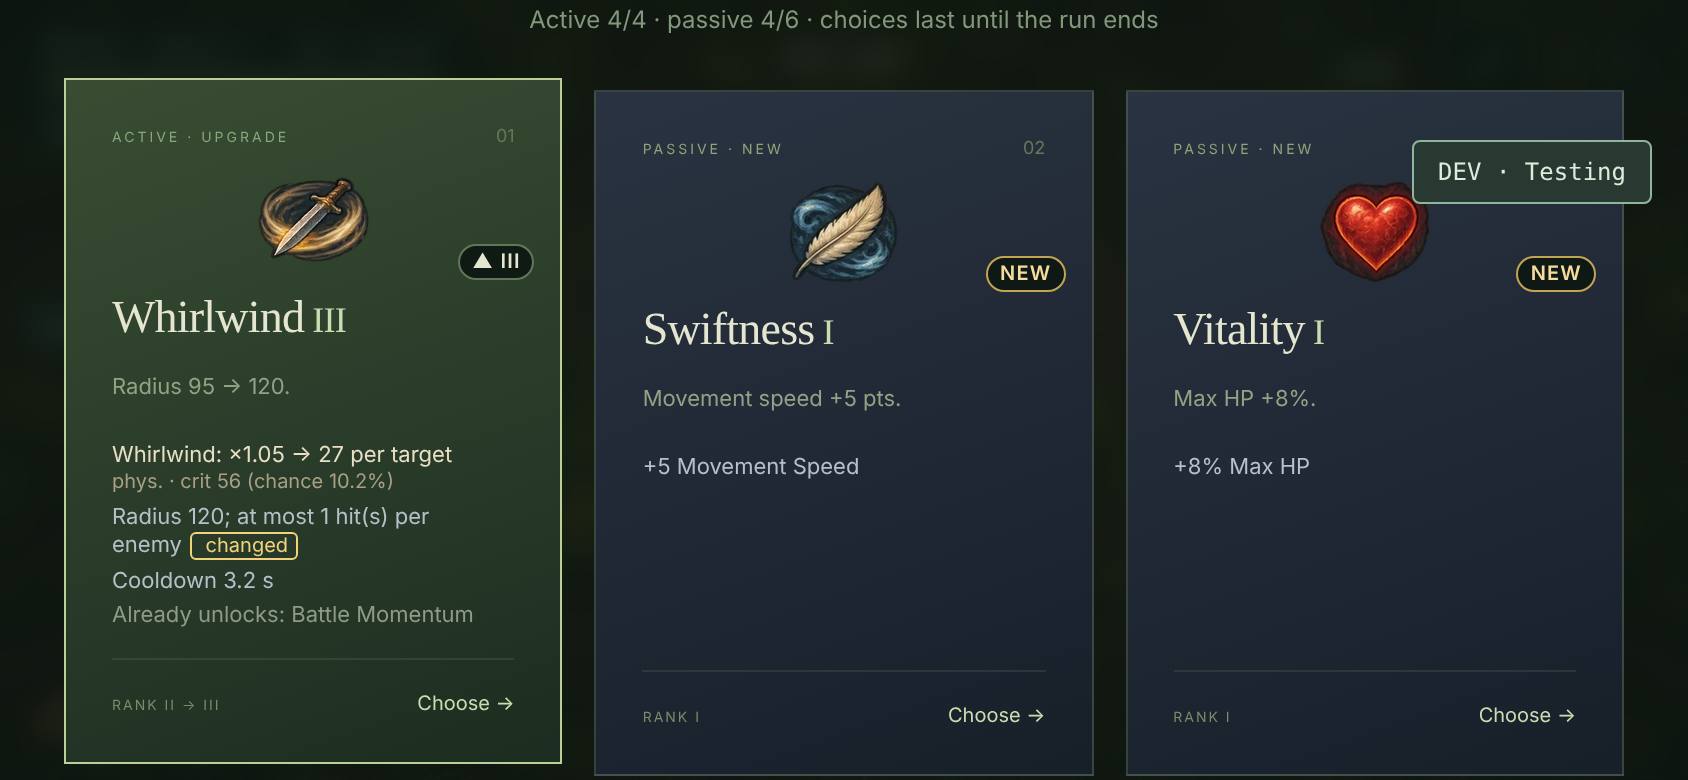 Active 4/4 · passive 4/6 · choices last until the run ends
ACTIVE · UPGRADE
01
▲ III
Whirlwind III
Radius 95 → 120.
Whirlwind: ×1.05 → 27 per target
phys. · crit 56 (chance 10.2%)
Radius 120; at most 1 hit(s) per
enemy changed
Cooldown 3.2 s
Already unlocks: Battle Momentum
RANK II → III
Choose →
PASSIVE · NEW
02
NEW
Swiftness I
Movement speed +5 pts.
+5 Movement Speed
RANK I
Choose →
PASSIVE · NEW
DEV · Testing
NEW
Vitality I
Max HP +8%.
+8% Max HP
RANK I
Choose →